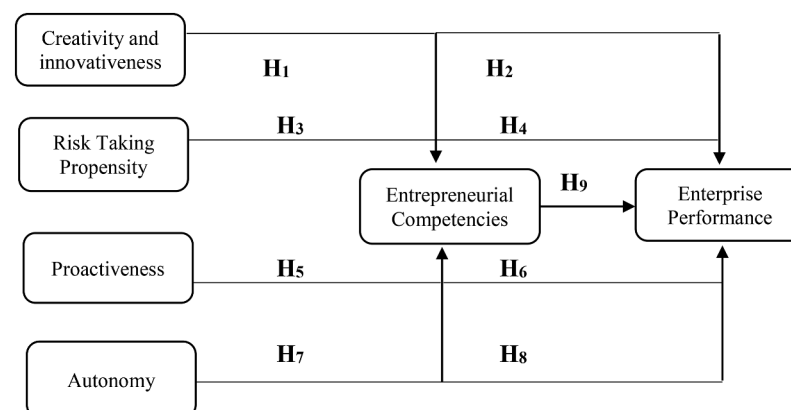 Creativity and
innovativeness
H1
H2
Risk Taking
Propensity
H3
H4
Entrepreneurial
Competencies
H9
Enterprise
Performance
Proactiveness
H5
H6
Autonomy
H7
H8